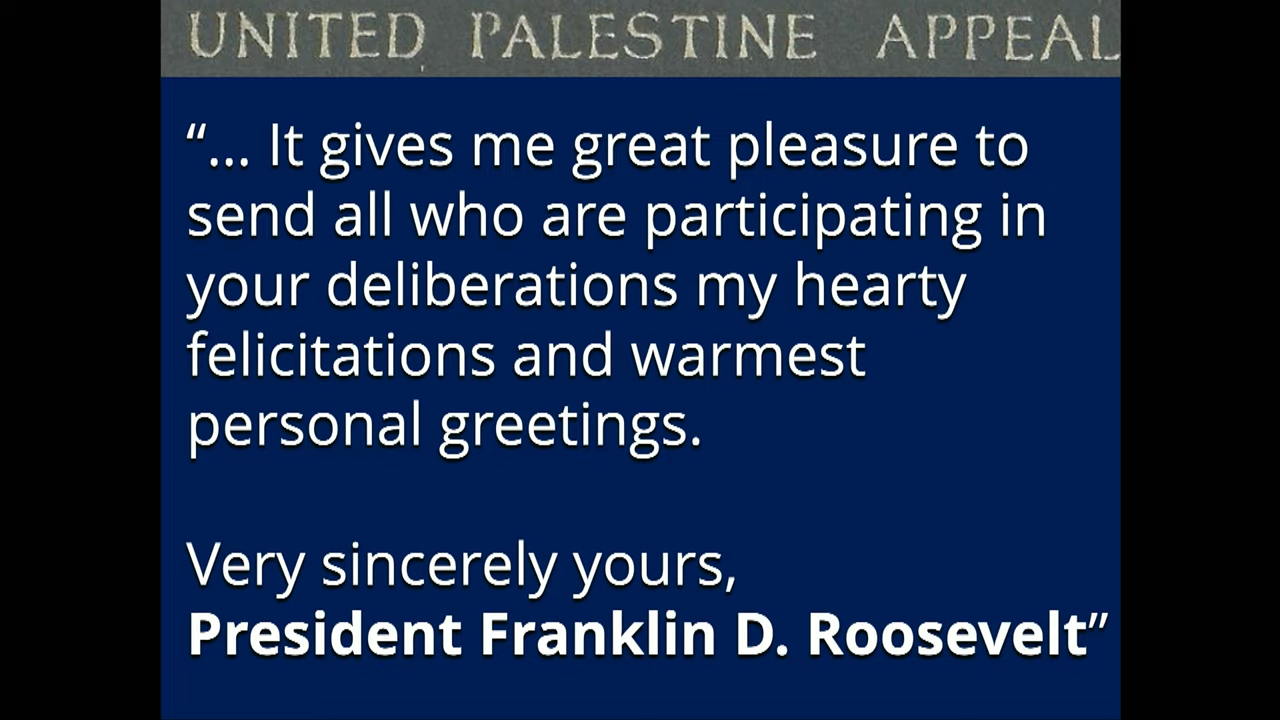 UNITED PALESTINE APPEAL
“... It gives me great pleasure to
send all who are participating in
your deliberations my hearty
felicitations and warmest
personal greetings.
Very sincerely yours,
President Franklin D. Roosevelt”